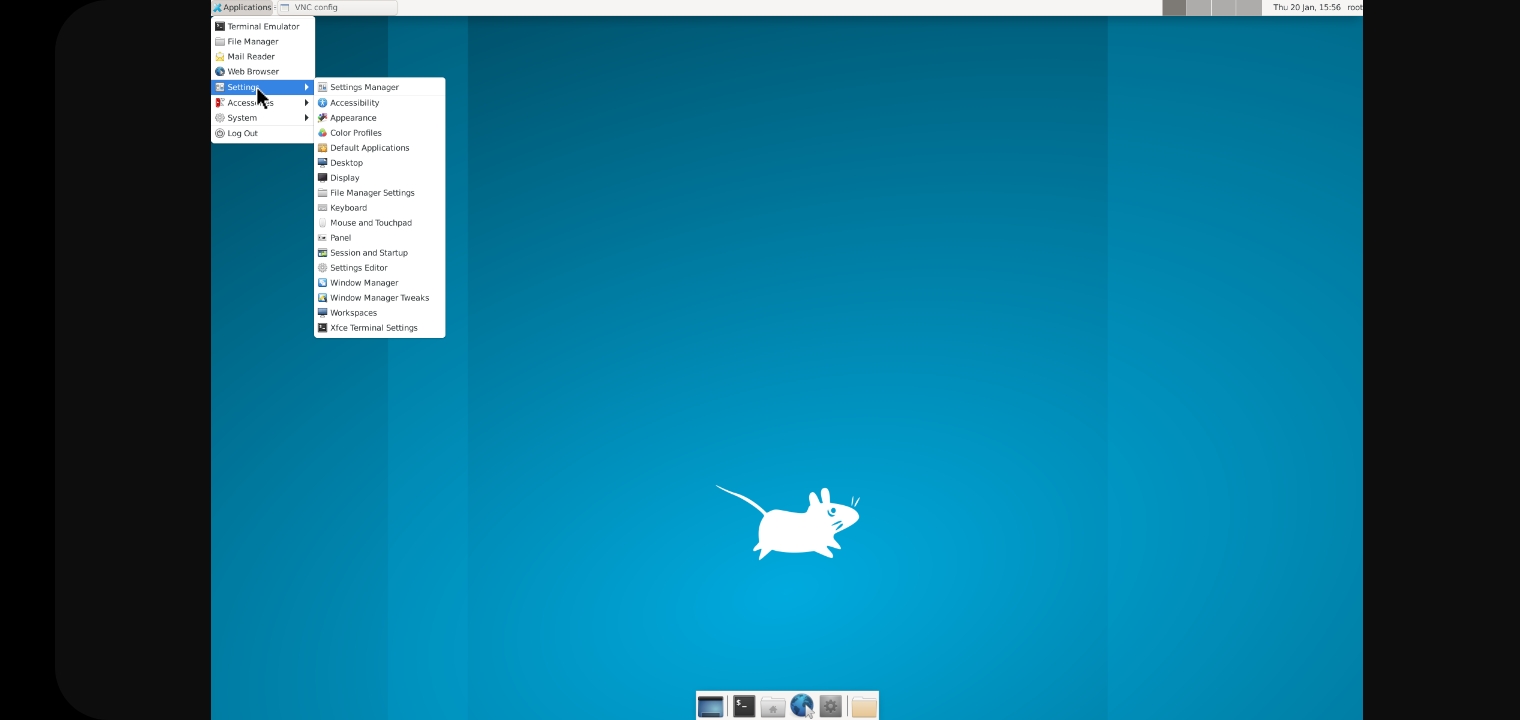 Applications VNC config Thu 20 Jan, 15:56 root
Terminal Emulator
File Manager
Mail Reader
Web Browser
Settings
System
Log Out
Settings Manager
Accessibility
Appearance
Color Profiles
Default Applications
Desktop
Display
File Manager Settings
Keyboard
Mouse and Touchpad
Panel
Session and Startup
Settings Editor
Window Manager
Window Manager Tweaks
Workspaces
Xfce Terminal Settings